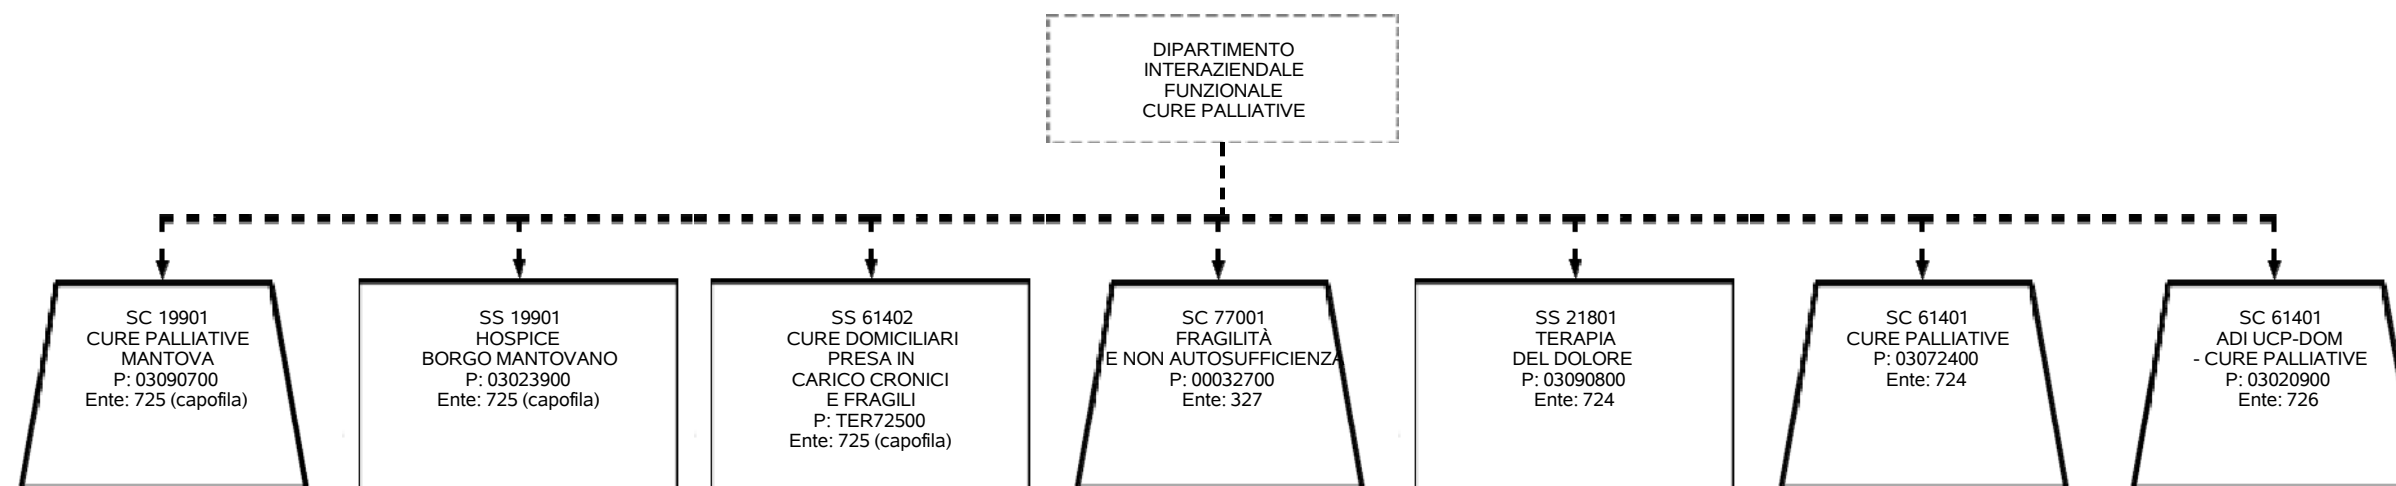 DIPARTIMENTO
INTERAZIENDALE
FUNZIONALE
CURE PALLIATIVE
SC 19901
CURE PALLIATIVE
MANTOVA
P: 03090700
Ente: 725 (capofila)
SS 19901
HOSPICE
BORGO MANTOVANO
P: 03023900
Ente: 725 (capofila)
SS 61402
CURE DOMICILIARI
PRESA IN
CARICO CRONICI
E FRAGILI
P: TER72500
Ente: 725 (capofila)
SC 77001
FRAGILITÀ
E NON AUTOSUFFICIENZA
P: 00032700
Ente: 327
SS 21801
TERAPIA
DEL DOLORE
P: 03090800
Ente: 724
SC 61401
CURE PALLIATIVE
P: 03072400
Ente: 724
SC 61401
ADI UCP-DOM
- CURE PALLIATIVE
P: 03020900
Ente: 726